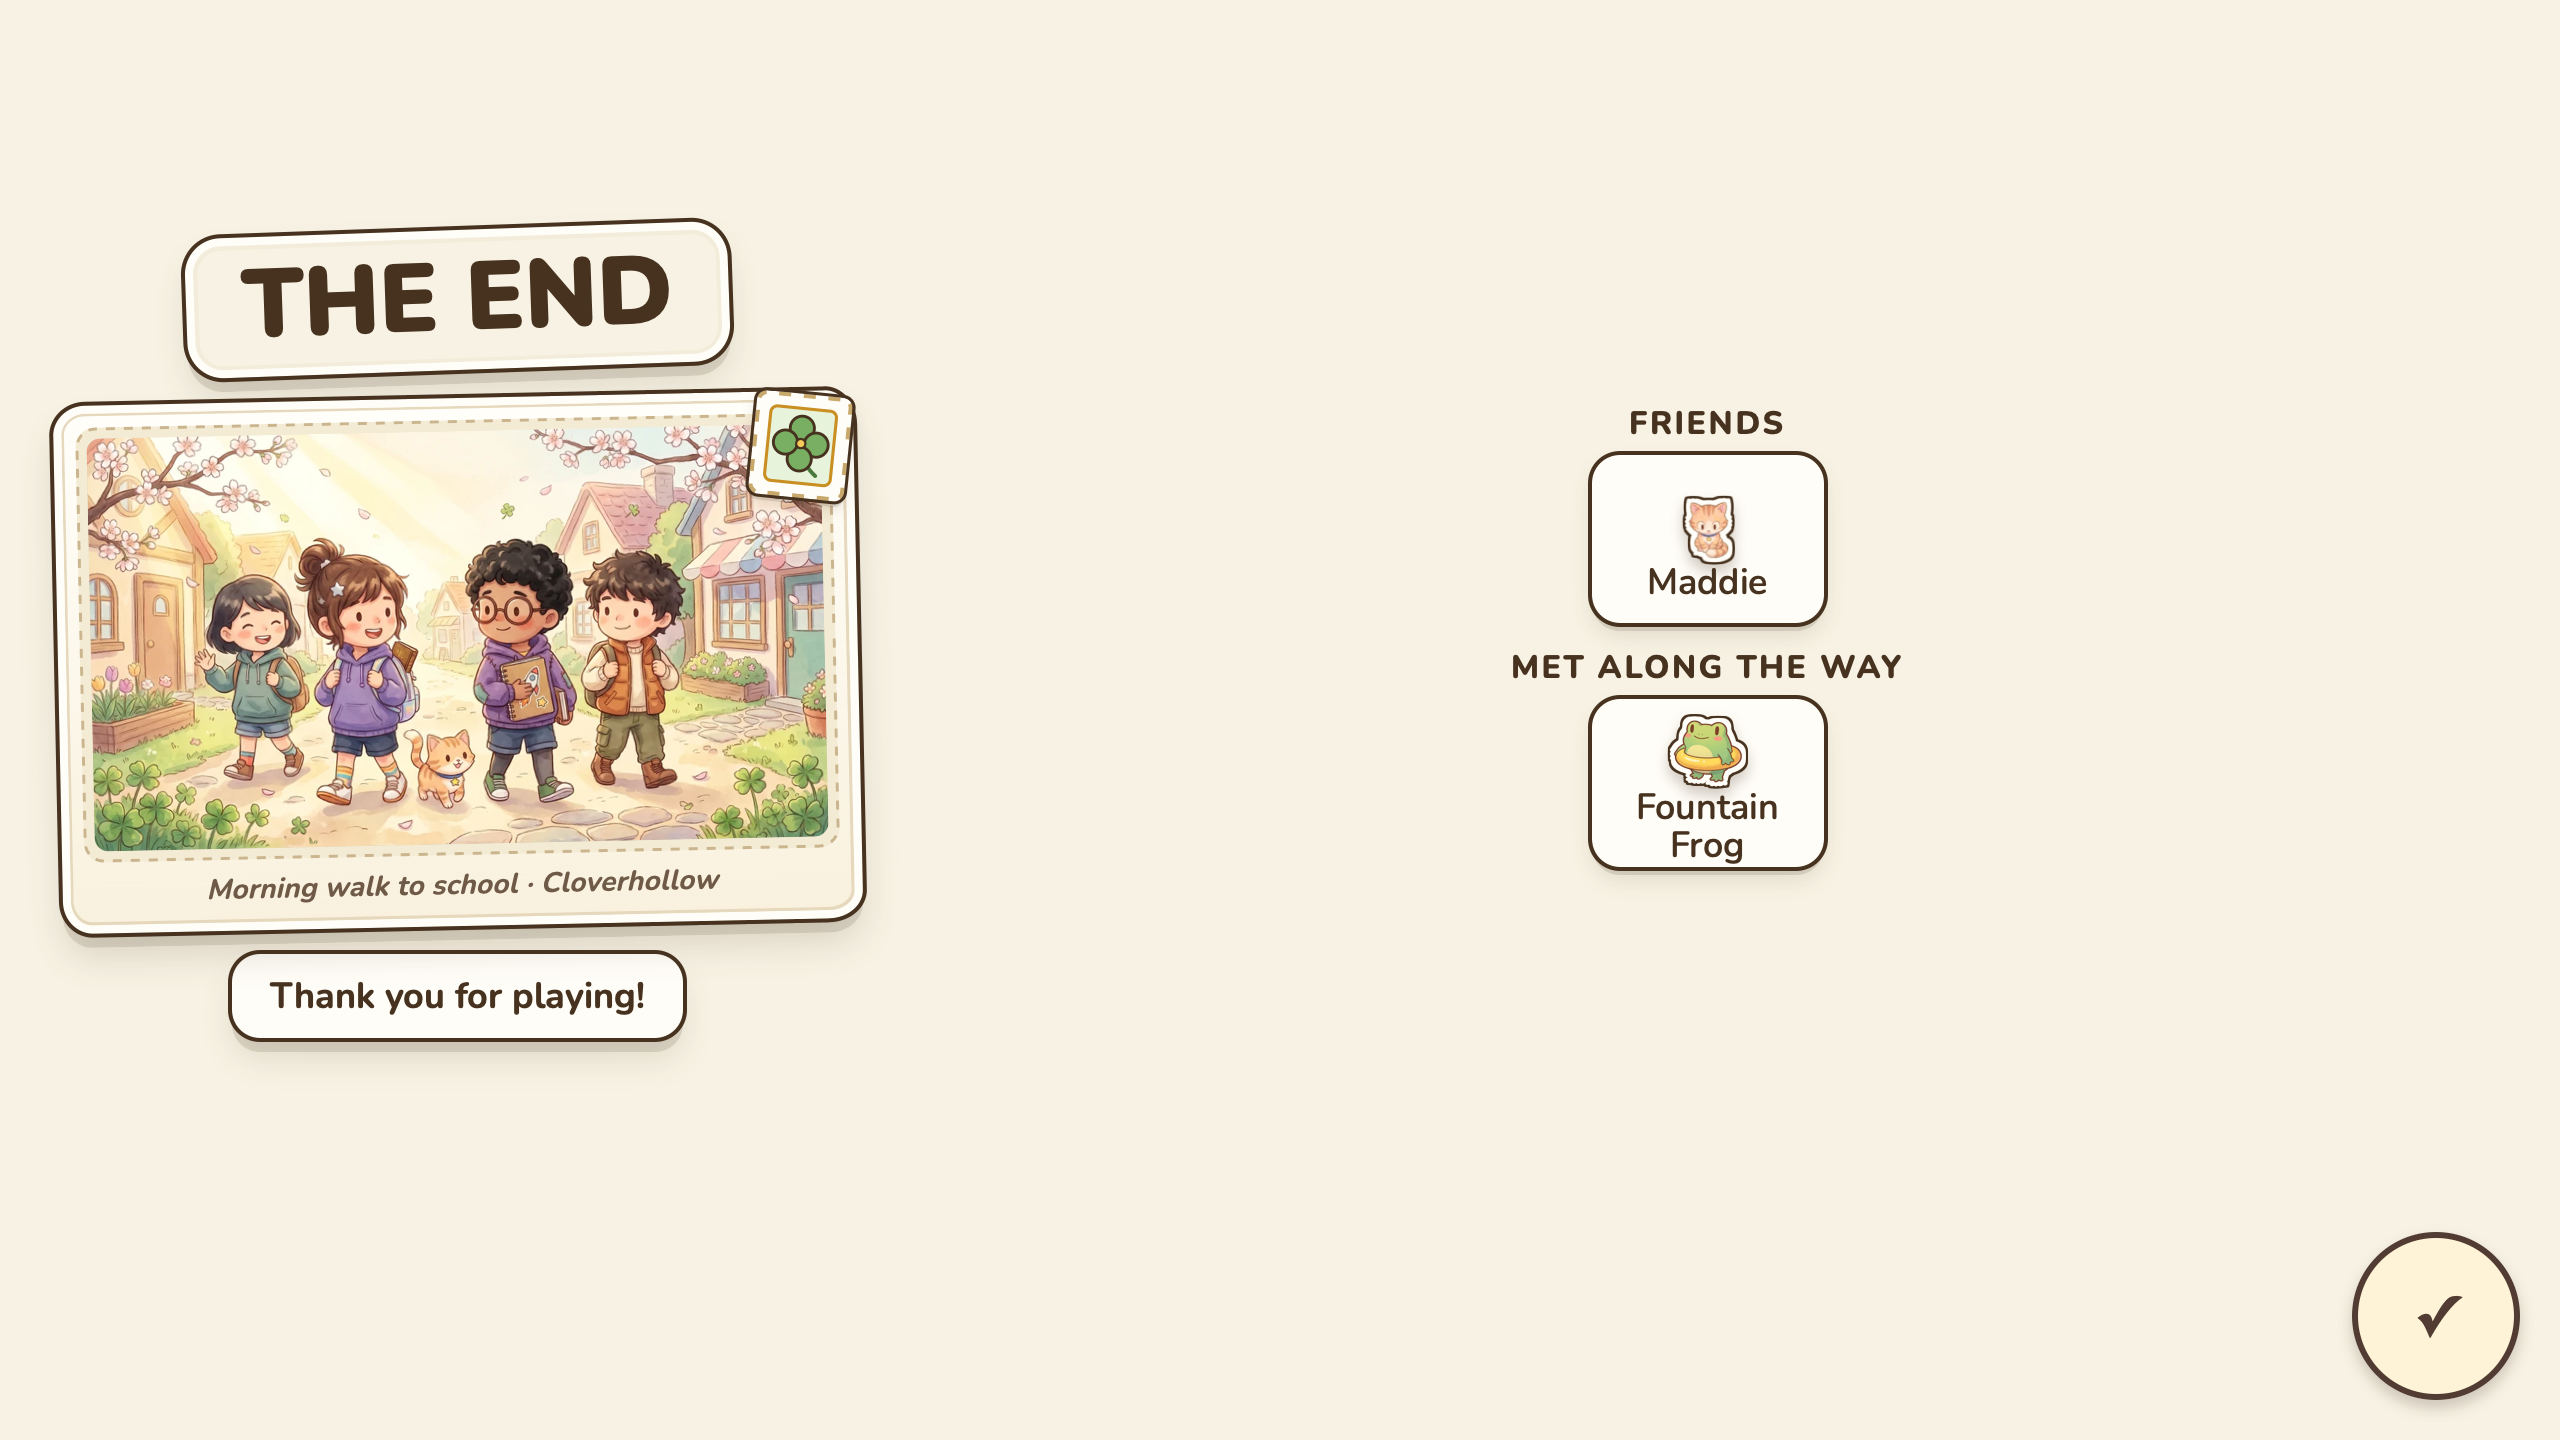 THE END
Morning walk to school · Cloverhollow
Thank you for playing!
FRIENDS
Maddie
MET ALONG THE WAY
Fountain
Frog